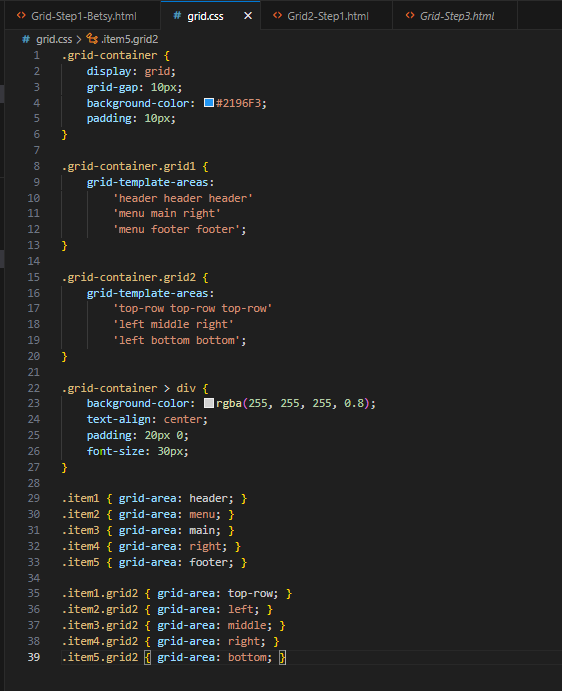 Grid-Step1-Betsy.html
grid.css
Grid2-Step1.html
Grid-Step3.html
grid.css > .item5.grid2
1 .grid-container {
2     display: grid;
3     grid-gap: 10px;
4     background-color: #2196F3;
5     padding: 10px;
6 }
7
8 .grid-container.grid1 {
9     grid-template-areas:
10         'header header header'
11         'menu main right'
12         'menu footer footer';
13 }
14
15 .grid-container.grid2 {
16     grid-template-areas:
17         'top-row top-row top-row'
18         'left middle right'
19         'left bottom bottom';
20 }
21
22 .grid-container > div {
23     background-color: rgba(255, 255, 255, 0.8);
24     text-align: center;
25     padding: 20px 0;
26     font-size: 30px;
27 }
28
29 .item1 { grid-area: header; }
30 .item2 { grid-area: menu; }
31 .item3 { grid-area: main; }
32 .item4 { grid-area: right; }
33 .item5 { grid-area: footer; }
34
35 .item1.grid2 { grid-area: top-row; }
36 .item2.grid2 { grid-area: left; }
37 .item3.grid2 { grid-area: middle; }
38 .item4.grid2 { grid-area: right; }
39 .item5.grid2 { grid-area: bottom; }